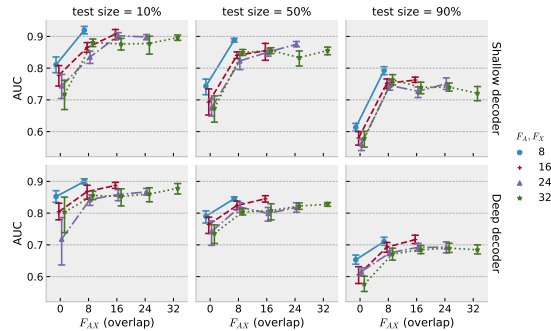 test size = 10%
test size = 50%
test size = 90%
AUC
0.9
0.8
0.7
0.6
Shallow decoder
AUC
0.9
0.8
0.7
0.6
Deep decoder
0 8 16 24 32
0 8 16 24 32
0 8 16 24 32
F_AX (overlap)
F_AX (overlap)
F_AX (overlap)
F_A, F_X
8
16
24
32